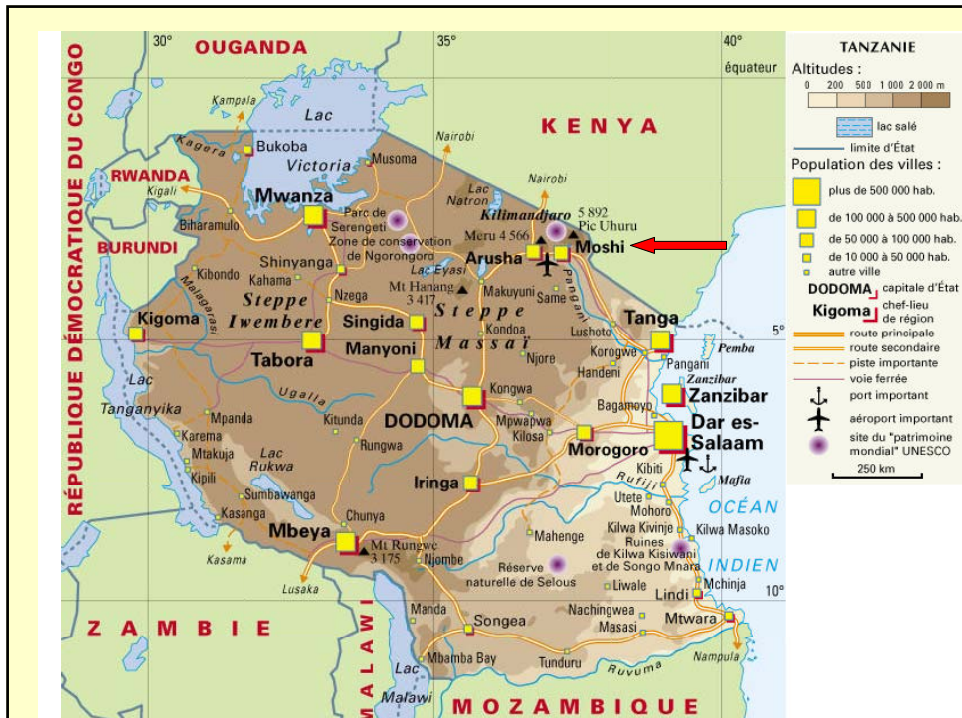 30°
35°
40°
OUGANDA
équateur
RÉPUBLIQUE DÉMOCRATIQUE DU CONGO
Kampala
Lac
Victoria
Nairobi
KENYA
Kagera
Bukoba
Musoma
RWANDA
Kigali
Mwanza
Lac
Natron
Nairobi
Biharamulo
Parc de
Serengeti
Zone de conservation
de Ngorongora
Kilimandjaro
5 892
Pic Uhuru
Meru 4 566
Moshi
Arusha
BURUNDI
Kibondo
Shinyanga
Kahama
Lac Eyasi
Mt Hanang
3 417
Makuyuni
Same
Pangani
Malagarasi
Steppe
Iwembere
Nzega
Singida
Steppe
Massaï
Kondoa
Lushoto
Tanga
Kigoma
5°
Tabora
Manyoni
Njore
Korogwe
Handeni
Pangani
Pemba
Lac
Tanganyika
Ugalla
Kongwa
Zanzibar
Zanzibar
DODOMA
Mpanda
Kitunda
Mpwapwa
Kilosa
Bagamoyo
Dar es-
Salaam
Karema
Rungwa
Morogoro
Mtakuja
Kipili
Lac
Rukwa
Iringa
Kibiti
Rufiji
Mafia
Sumbawanga
Utete
Mohoro
OCÉAN
Kasanga
Chunya
Mbeya
Mahenge
Kilwa Kivinje
Kilwa Masoko
Ruines
de Kilwa Kisiwani
et de Songo Mnara
Kasama
Mt Rungwe
3 175
Njombe
Réserve
naturelle de Selous
INDIEN
Lusaka
Liwale
Mchinja
Lindi
10°
ZAMBIE
MALAWI
Manda
Songea
Nachingwea
Masasi
Mtwara
Mbamba Bay
Tunduru
Ruvuma
Nampula
Lac
Malawi
MOZAMBIQUE
TANZANIE
Altitudes :
0 200 500 1 000 2 000 m
lac salé
limite d'État
Population des villes :
plus de 500 000 hab.
de 100 000 à 500 000 hab.
de 50 000 à 100 000 hab.
de 10 000 à 50 000 hab.
autre ville
DODOMA capitale d'État
Kigoma chef-lieu
de région
route principale
route secondaire
piste importante
voie ferrée
port important
aéroport important
site du "patrimoine
mondial" UNESCO
250 km